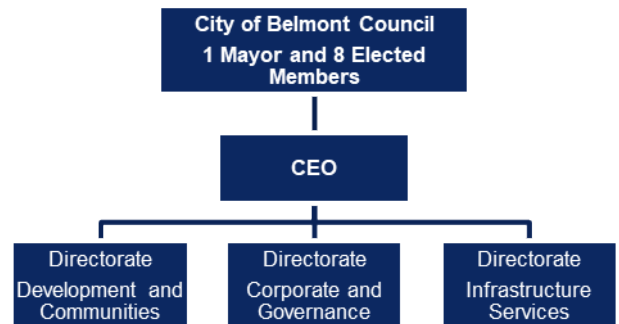 City of Belmont Council
1 Mayor and 8 Elected
Members
CEO
Directorate
Development and
Communities
Directorate
Corporate and
Governance
Directorate
Infrastructure
Services